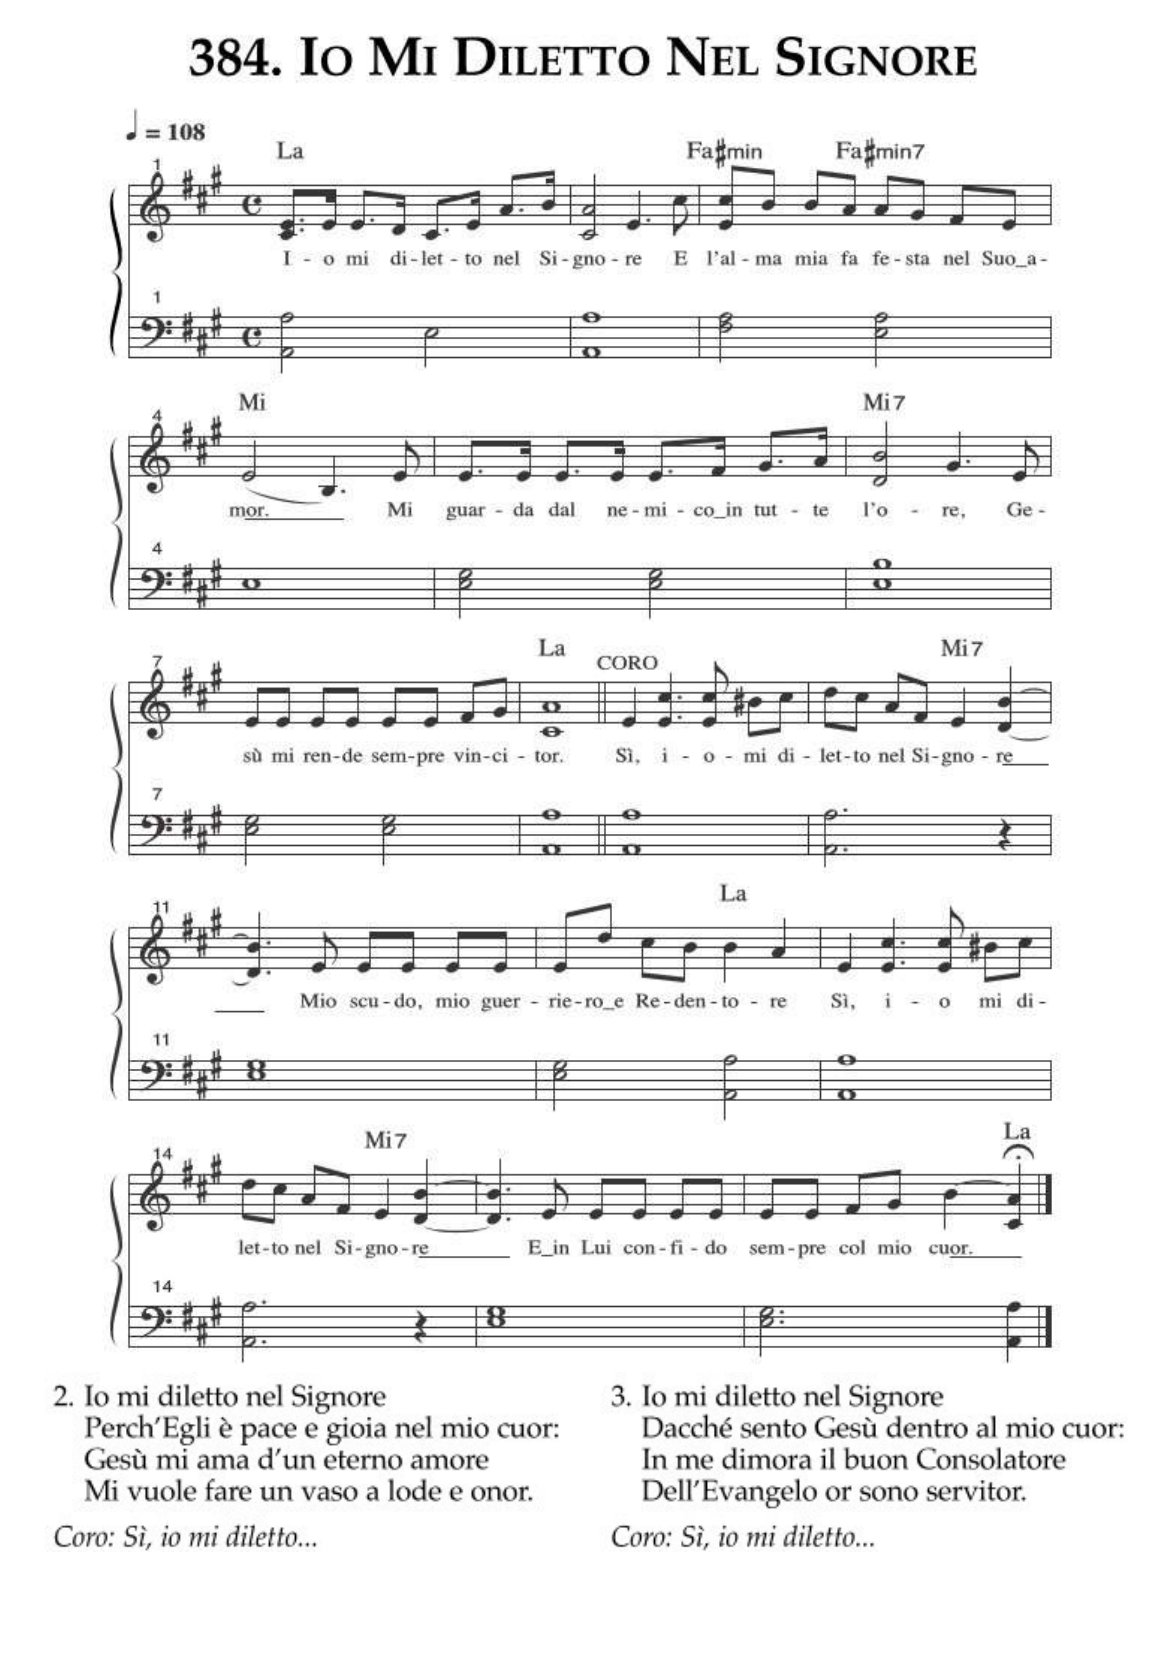 384. Io Mi Diletto Nel Signore
♩ = 108
La Fa♯min Fa♯min7
1
I - o mi di - let - to nel Si - gno - re E l'al - ma mia fa fe - sta nel Suo_a -
1
Mi Mi7
4
mor. Mi guar - da dal ne - mi - co_in tut - te l'o - re, Ge -
4
La CORO Mi7
7
sù mi ren - de sem - pre vin - ci - tor. Sì, i - o - mi di - let - to nel Si - gno - re
7
La
11
Mio scu - do, mio guer - rie - ro_e Re - den - to - re Sì, i - o mi di -
11
Mi7 La
14
let - to nel Si - gno - re E_in Lui con - fi - do sem - pre col mio cuor.
14
2. Io mi diletto nel Signore
Perch'Egli è pace e gioia nel mio cuor:
Gesù mi ama d'un eterno amore
Mi vuole fare un vaso a lode e onor.
Coro: Sì, io mi diletto...
3. Io mi diletto nel Signore
Dacché sento Gesù dentro al mio cuor:
In me dimora il buon Consolatore
Dell'Evangelo or sono servitor.
Coro: Sì, io mi diletto...